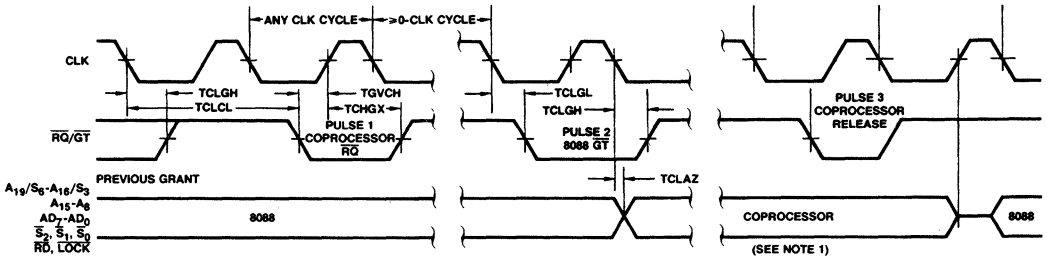 ANY CLK CYCLE
≥0-CLK CYCLE
CLK
TCLGH
TGVCH
TCLGL
TCLCL
TCHGX
TCLGH
PULSE 3
COPROCESSOR
RELEASE
RQ/GT
PULSE 1
COPROCESSOR
RQ
PULSE 2
8088 GT
PREVIOUS GRANT
TCLAZ
A19/S6-A16/S3
A15-A8
AD7-AD0
8088
COPROCESSOR
8088
S2, S1, S0
RD, LOCK
(SEE NOTE 1)